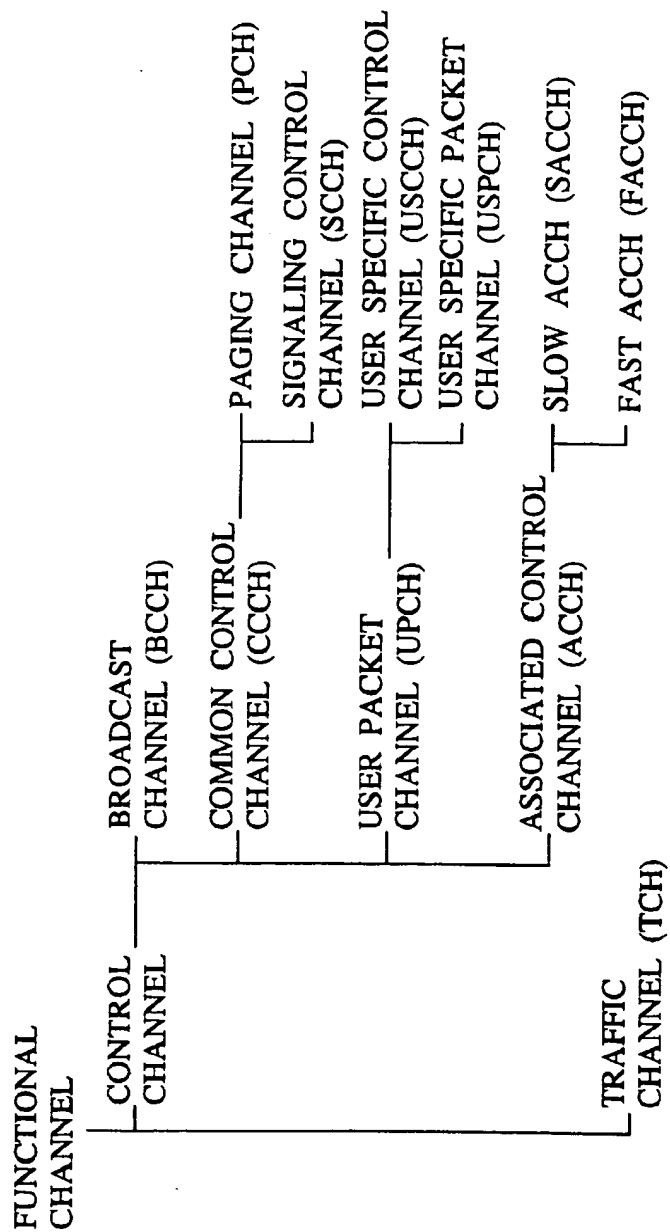 FUNCTIONAL
CHANNEL
CONTROL
CHANNEL
BROADCAST
CHANNEL (BCCH)
COMMON CONTROL
CHANNEL (CCCH)
PAGING CHANNEL (PCH)
SIGNALING CONTROL
CHANNEL (SCCH)
USER PACKET
CHANNEL (UPCH)
USER SPECIFIC CONTROL
CHANNEL (USCCH)
USER SPECIFIC PACKET
CHANNEL (USPCH)
ASSOCIATED CONTROL
CHANNEL (ACCH)
SLOW ACCH (SACCH)
FAST ACCH (FACCH)
TRAFFIC
CHANNEL (TCH)